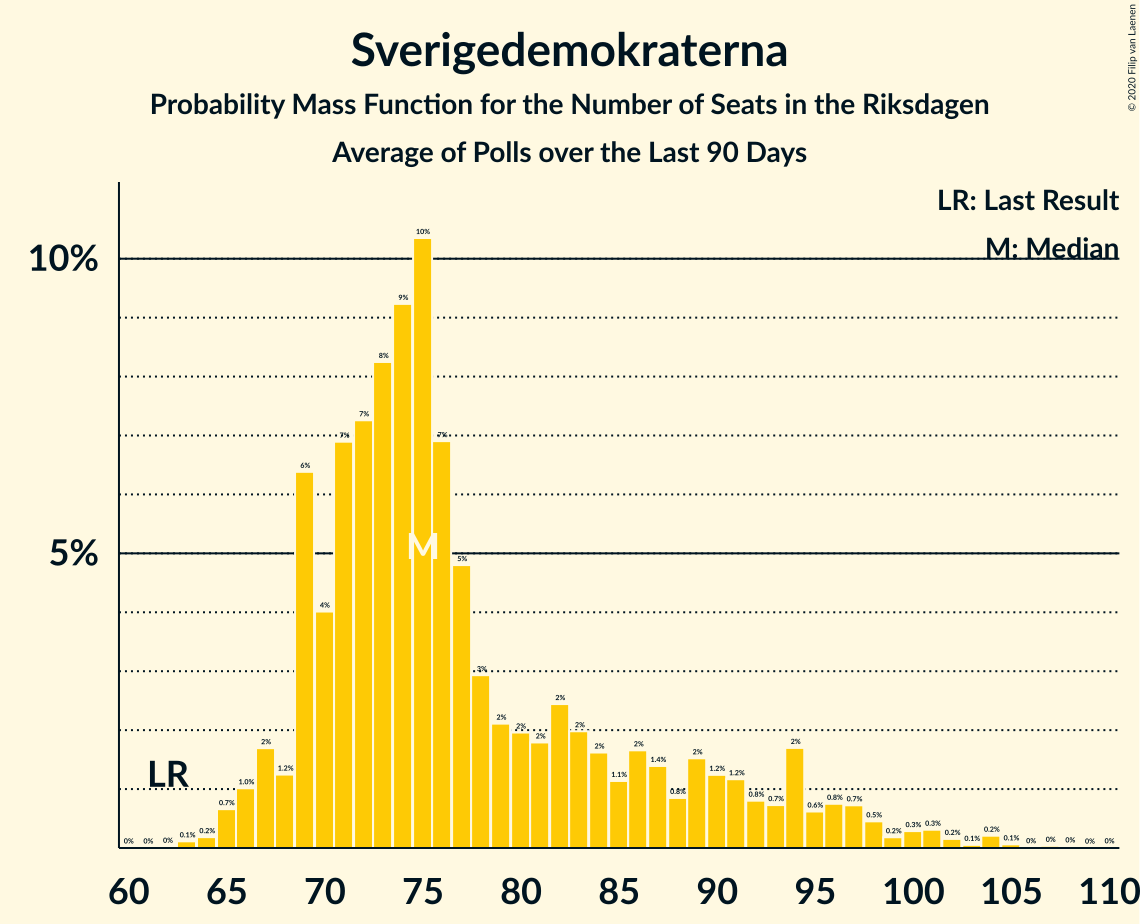 Sverigedemokraterna
Probability Mass Function for the Number of Seats in the Riksdagen
Average of Polls over the Last 90 Days
© 2020 Filip van Laenen
LR: Last Result
M: Median
10%
5%
LR
M
0% 0% 0% 0.1% 0.2% 0.7% 1.0% 2% 1.2% 6% 4% 7% 7% 8% 9% 10% 7% 5% 3% 2% 2% 2% 2% 2% 2% 1.1% 2% 1.4% 0.8% 2% 1.2% 1.2% 0.8% 0.7% 2% 0.6% 0.8% 0.7% 0.5% 0.2% 0.3% 0.3% 0.2% 0.1% 0.2% 0.1% 0% 0% 0% 0% 0%
60 65 70 75 80 85 90 95 100 105 110